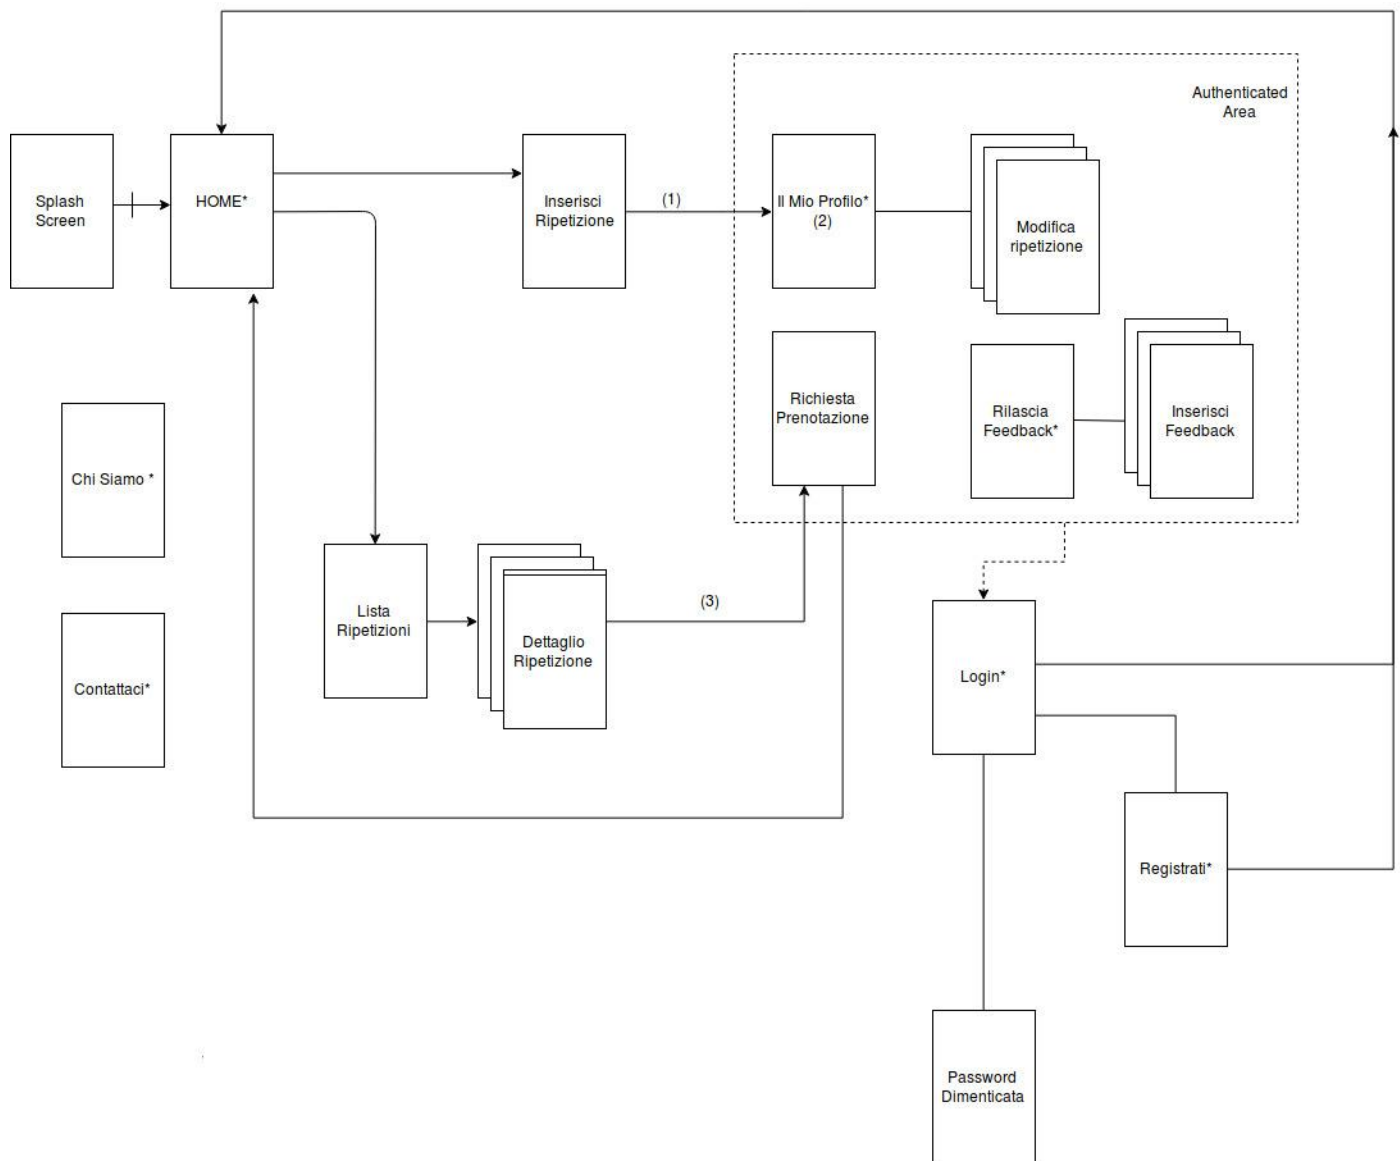 Authenticated
Area
Splash
Screen
HOME*
Inserisci
Ripetizione
(1)
Il Mio Profilo*
(2)
Modifica
ripetizione
Richiesta
Prenotazione
Rilascia
Feedback*
Inserisci
Feedback
Chi Siamo *
Lista
Ripetizioni
Dettaglio
Ripetizione
(3)
Contattaci*
Login*
Registrati*
Password
Dimenticata